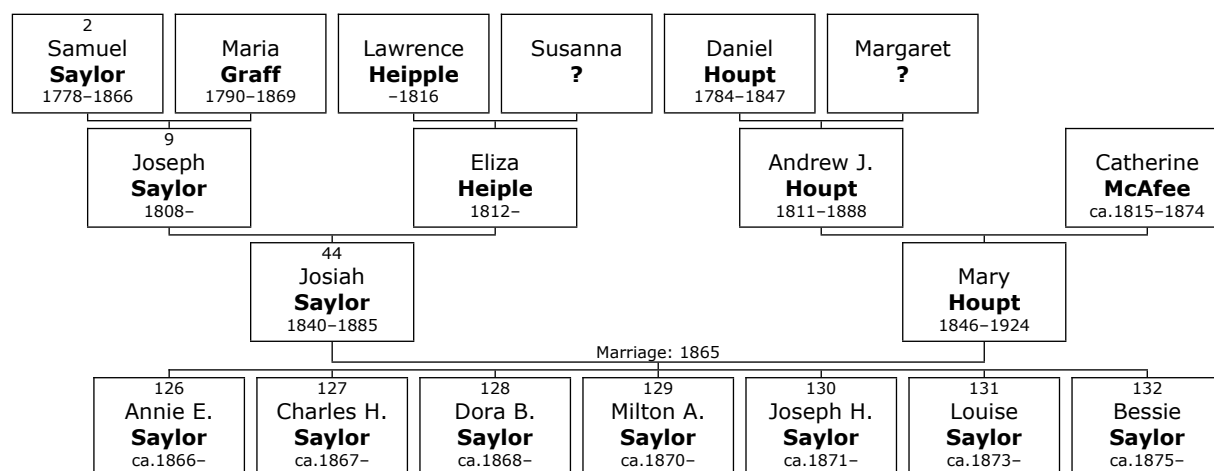 2
Samuel
Saylor
1778–1866
Maria
Graff
1790–1869
Lawrence
Heipple
–1816
Susanna
?
Daniel
Houpt
1784–1847
Margaret
?
9
Joseph
Saylor
1808–
Eliza
Heiple
1812–
Andrew J.
Houpt
1811–1888
Catherine
McAfee
ca.1815–1874
44
Josiah
Saylor
1840–1885
Mary
Houpt
1846–1924
Marriage: 1865
126
Annie E.
Saylor
ca.1866–
127
Charles H.
Saylor
ca.1867–
128
Dora B.
Saylor
ca.1868–
129
Milton A.
Saylor
ca.1870–
130
Joseph H.
Saylor
ca.1871–
131
Louise
Saylor
ca.1873–
132
Bessie
Saylor
ca.1875–